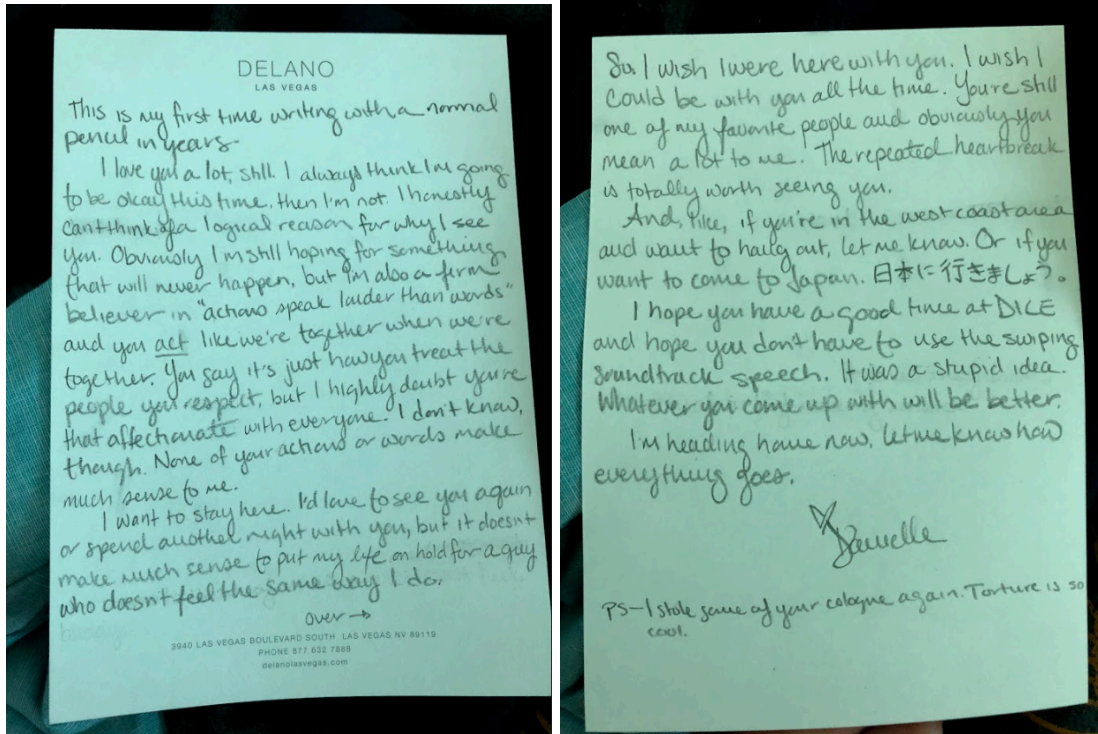 DELANO
LAS VEGAS
This is my first time writing with a normal
pencil in years.
I love you a lot, still. I always think I'm going
to be okay this time, then I'm not. I honestly
can't think of a logical reason for why I see
you. Obviously I'm still hoping for something
that will never happen, but I'm also a firm
believer in "actions speak louder than words"
and you act like we're together when we're
together. You say it's just how you treat the
people you respect, but I highly doubt you're
that affectionate with everyone. I don't know,
though. None of your actions or words make
much sense to me.
I want to stay here. I'd love to see you again
or spend another night with you, but it doesn't
make much sense to put my life on hold for a guy
who doesn't feel the same way I do.
over →
3940 LAS VEGAS BOULEVARD SOUTH LAS VEGAS NV 89119
PHONE 877 632 7868
delanolasvegas.com
So. I wish I were here with you. I wish I
could be with you all the time. You're still
one of my favorite people and obviously you
mean a lot to me. The repeated heartbreak
is totally worth seeing you.
And, like, if you're in the west coast area
and want to hang out, let me know. Or if you
want to come to Japan. 日本に行きましょう。
I hope you have a good time at DICE
and hope you don't have to use the swiping
soundtrack speech. It was a stupid idea.
Whatever you come up with will be better.
I'm heading home now, let me know how
everything goes.
Danielle
PS—I stole some of your cologne again. Torture is so
cool.